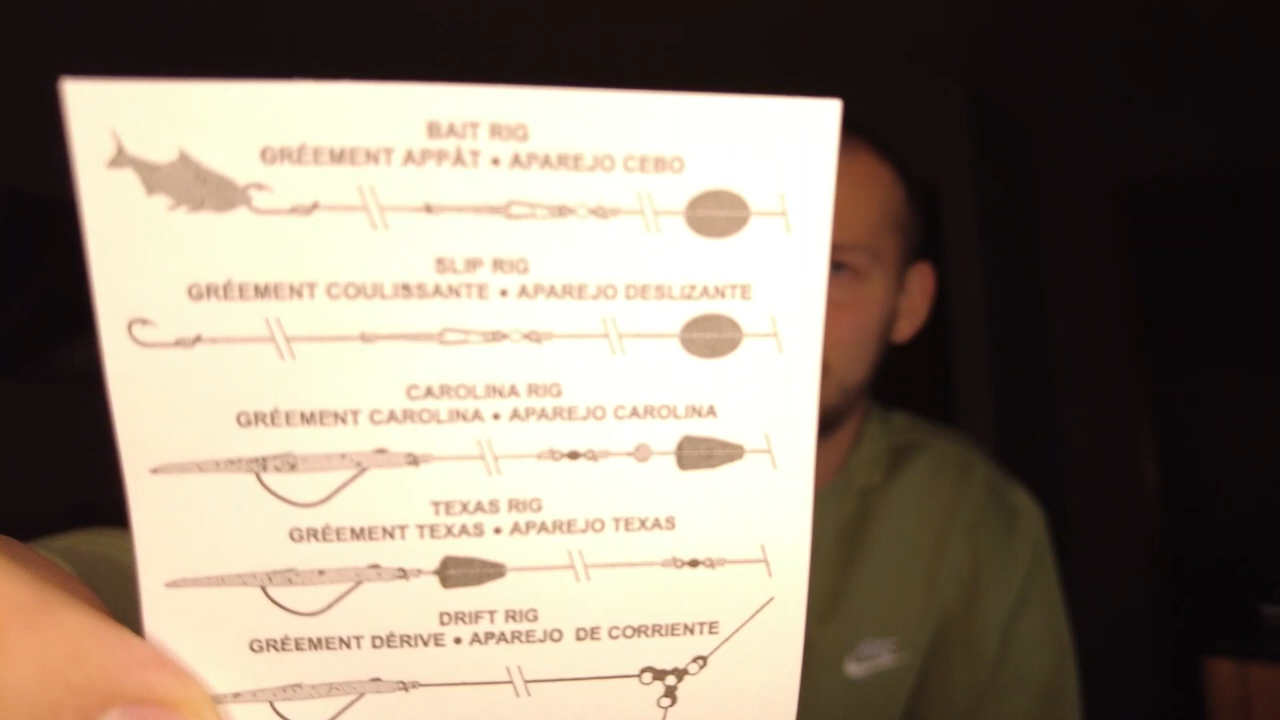 BAIT RIG
GRÉEMENT APPÂT • APAREJO CEBO
SLIP RIG
GRÉEMENT COULISSANTE • APAREJO DESLIZANTE
CAROLINA RIG
GRÉEMENT CAROLINA • APAREJO CAROLINA
TEXAS RIG
GRÉEMENT TEXAS • APAREJO TEXAS
DRIFT RIG
GRÉEMENT DÉRIVE • APAREJO DE CORRIENTE